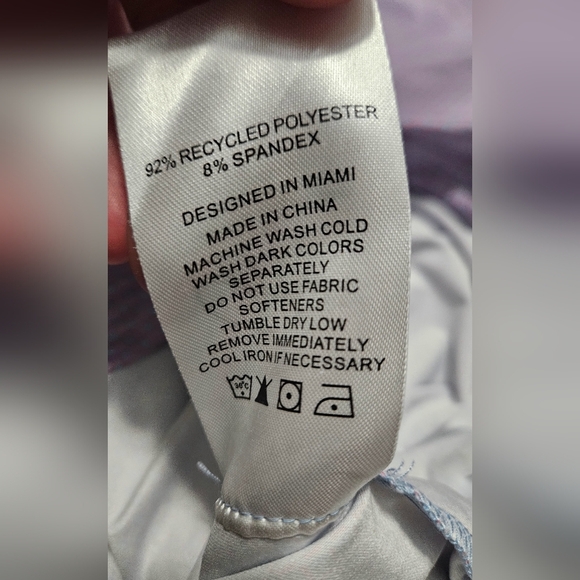 92% RECYCLED POLYESTER
8% SPANDEX
DESIGNED IN MIAMI
MADE IN CHINA
MACHINE WASH COLD
WASH DARK COLORS
SEPARATELY
DO NOT USE FABRIC
SOFTENERS
TUMBLE DRY LOW
REMOVE IMMEDIATELY
COOL IRON IF NECESSARY
30°C